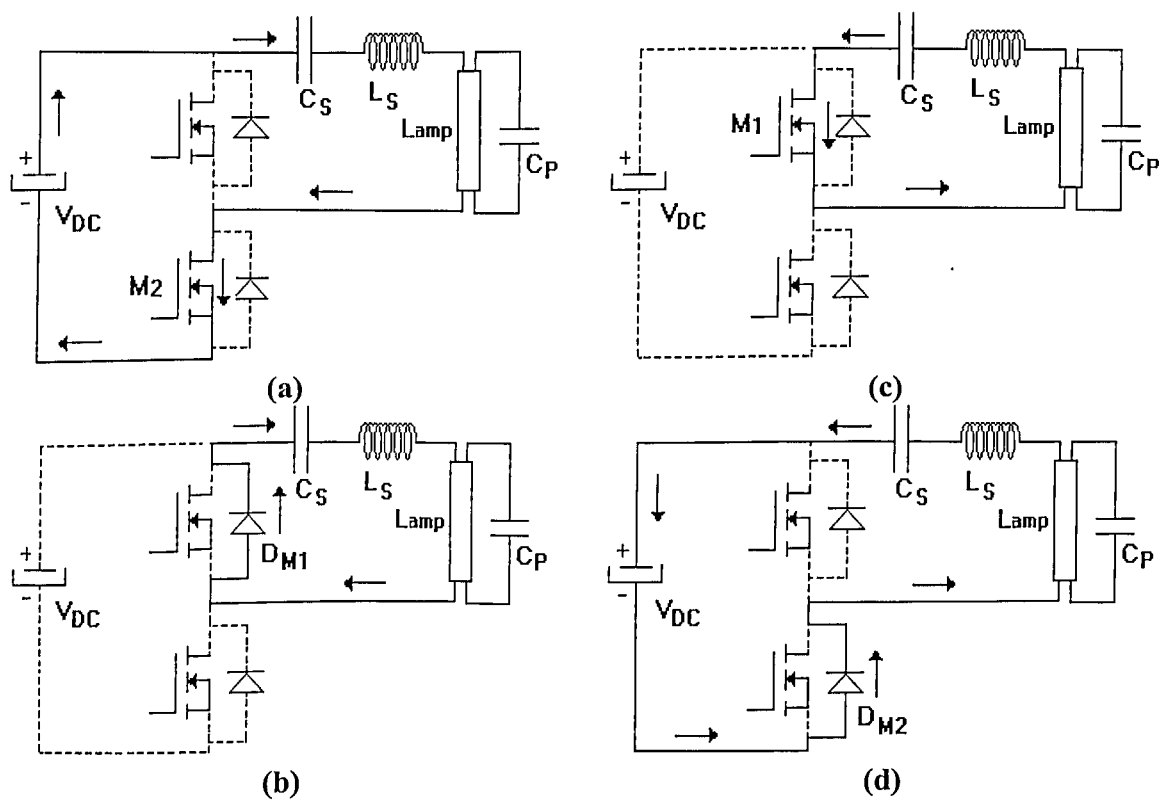 +
-
V_DC
M2
C_S
L_S
Lamp
C_P
(a)
+
-
V_DC
M1
C_S
L_S
Lamp
C_P
(c)
+
-
V_DC
D_M1
C_S
L_S
Lamp
C_P
(b)
+
-
V_DC
D_M2
C_S
L_S
Lamp
C_P
(d)